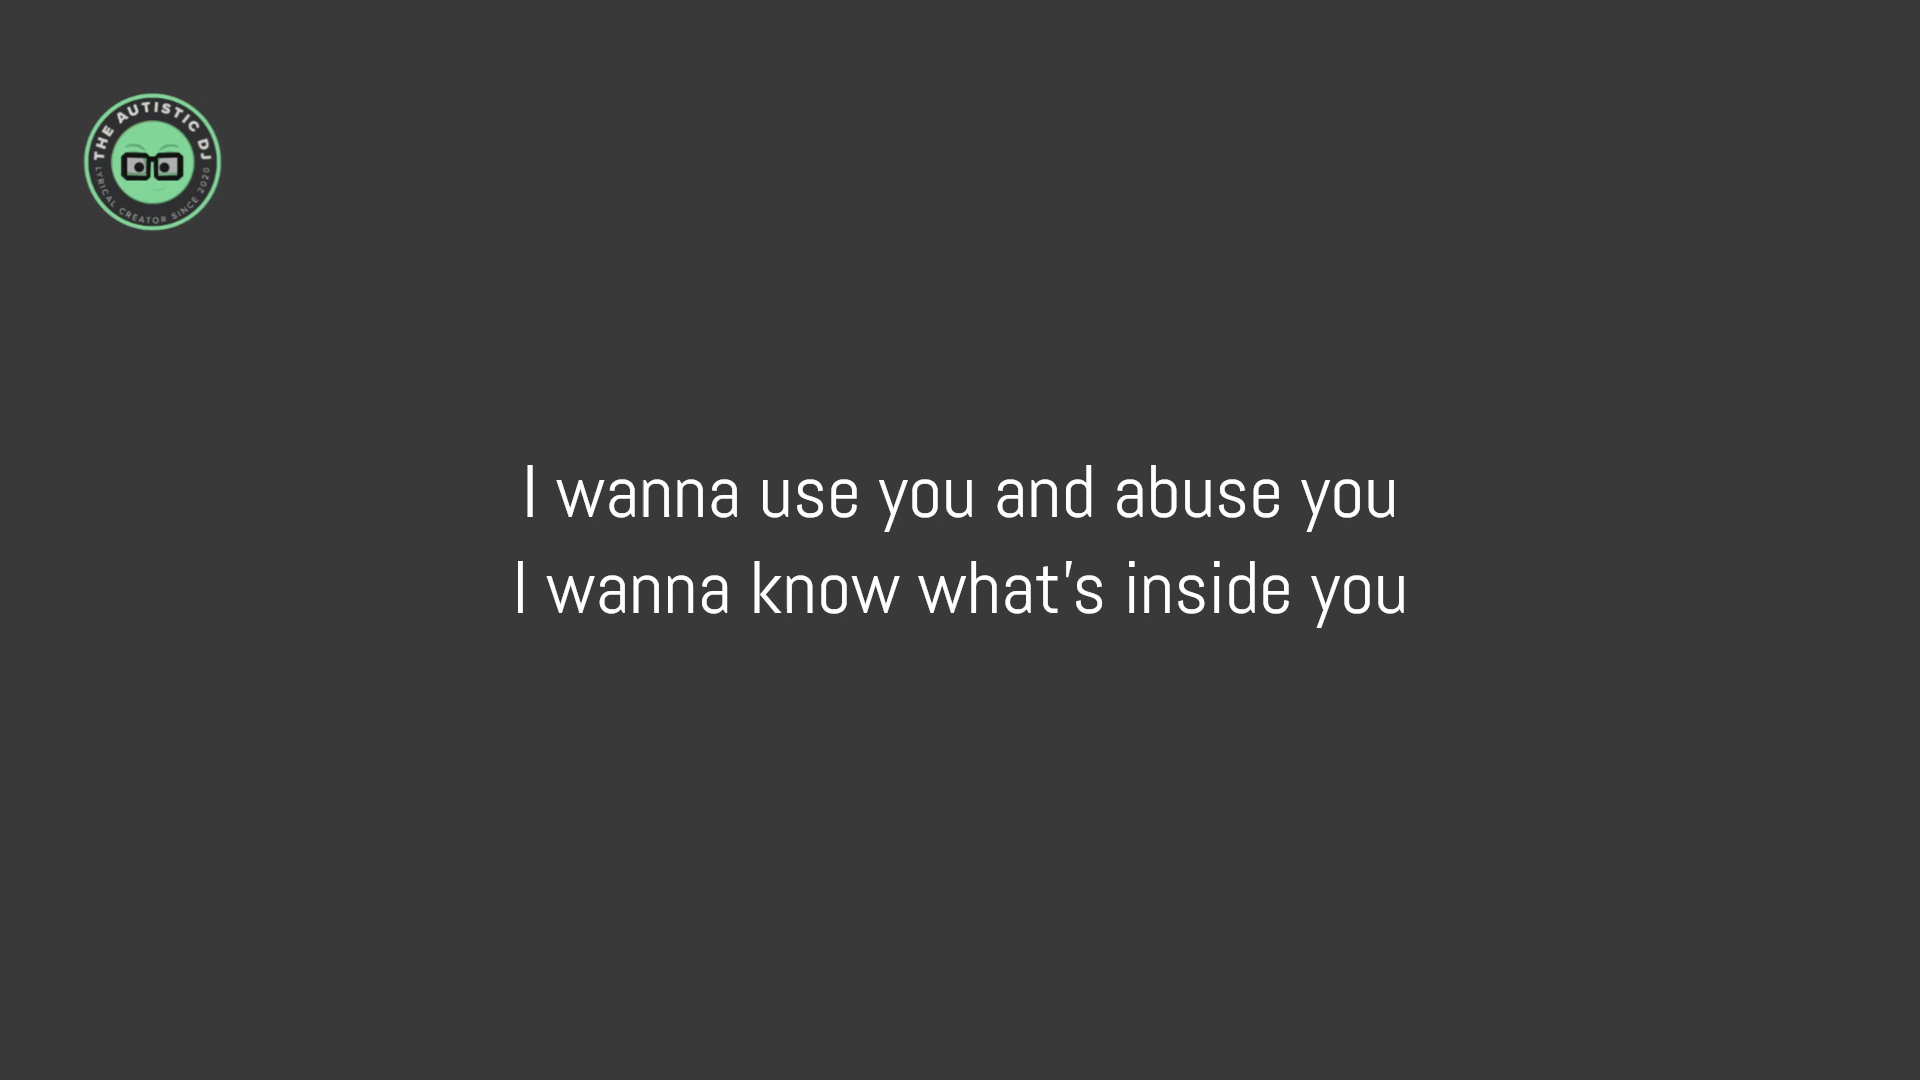 THE AUTISTIC DJ
LYRICAL CREATOR SINCE 2020
I wanna use you and abuse you
I wanna know what's inside you